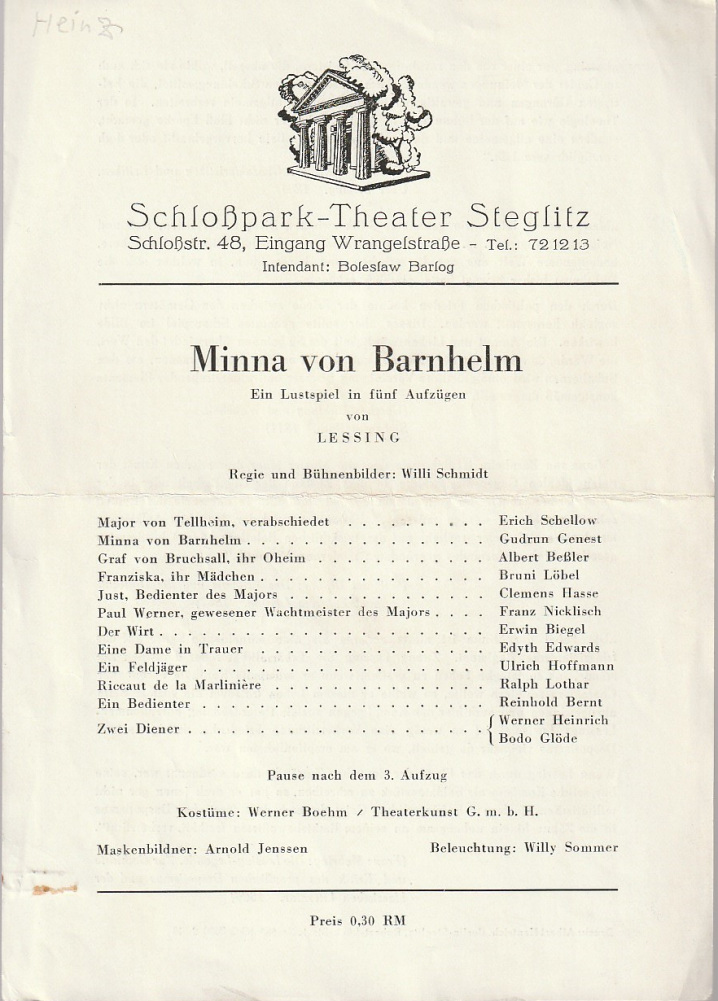 Heinz
Schloßpark-Theater Steglitz
Schloßstr. 48, Eingang Wrangelstraße - Tel.: 72 12 13
Intendant: Boleslaw Barlog
Minna von Barnhelm
Ein Lustspiel in fünf Aufzügen
von
LESSING
Regie und Bühnenbilder: Willi Schmidt
Major von Tellheim, verabschiedet . . . . . . . . . . Erich Schellow
Minna von Barnhelm . . . . . . . . . . . . . . . . . Gudrun Genest
Graf von Bruchsall, ihr Oheim . . . . . . . . . . . . Albert Beßler
Franziska, ihr Mädchen . . . . . . . . . . . . . . . . Bruni Löbel
Just, Bedienter des Majors . . . . . . . . . . . . . . Clemens Hasse
Paul Werner, gewesener Wachtmeister des Majors . . . . Franz Nicklisch
Der Wirt . . . . . . . . . . . . . . . . . . . . . . . Erwin Biegel
Eine Dame in Trauer . . . . . . . . . . . . . . . . Edyth Edwards
Ein Feldjäger . . . . . . . . . . . . . . . . . . . . Ulrich Hoffmann
Riccaut de la Marlinière . . . . . . . . . . . . . . . Ralph Lothar
Ein Bedienter . . . . . . . . . . . . . . . . . . . . Reinhold Bernt
Zwei Diener . . . . . . . . . . . . . . . . . . . . . { Werner Heinrich
Bodo Glöde
Pause nach dem 3. Aufzug
Kostüme: Werner Boehm / Theaterkunst G. m. b. H.
Maskenbildner: Arnold Jenssen Beleuchtung: Willy Sommer
Preis 0,30 RM